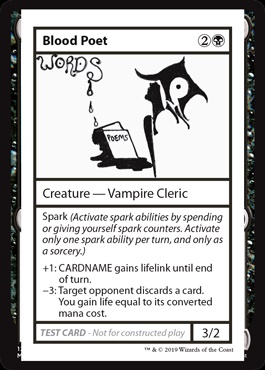 Blood Poet 2
WORDS
POEMS
Creature — Vampire Cleric
Spark (Activate spark abilities by spending
or giving yourself spark counters. Activate
only one spark ability per turn, and only as
a sorcery.)
+1: CARDNAME gains lifelink until end
of turn.
−3: Target opponent discards a card.
You gain life equal to its converted
mana cost.
TEST CARD - Not for constructed play 3/2
™ & © 2019 Wizards of the Coast